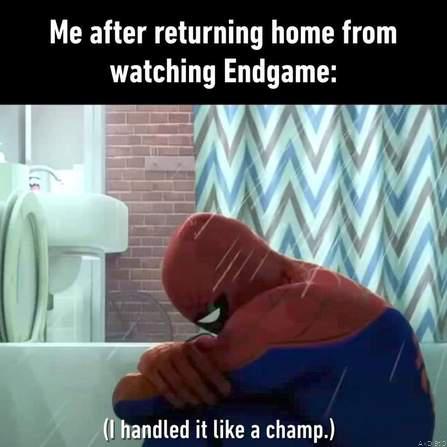 Me after returning home from
watching Endgame:
(I handled it like a champ.)